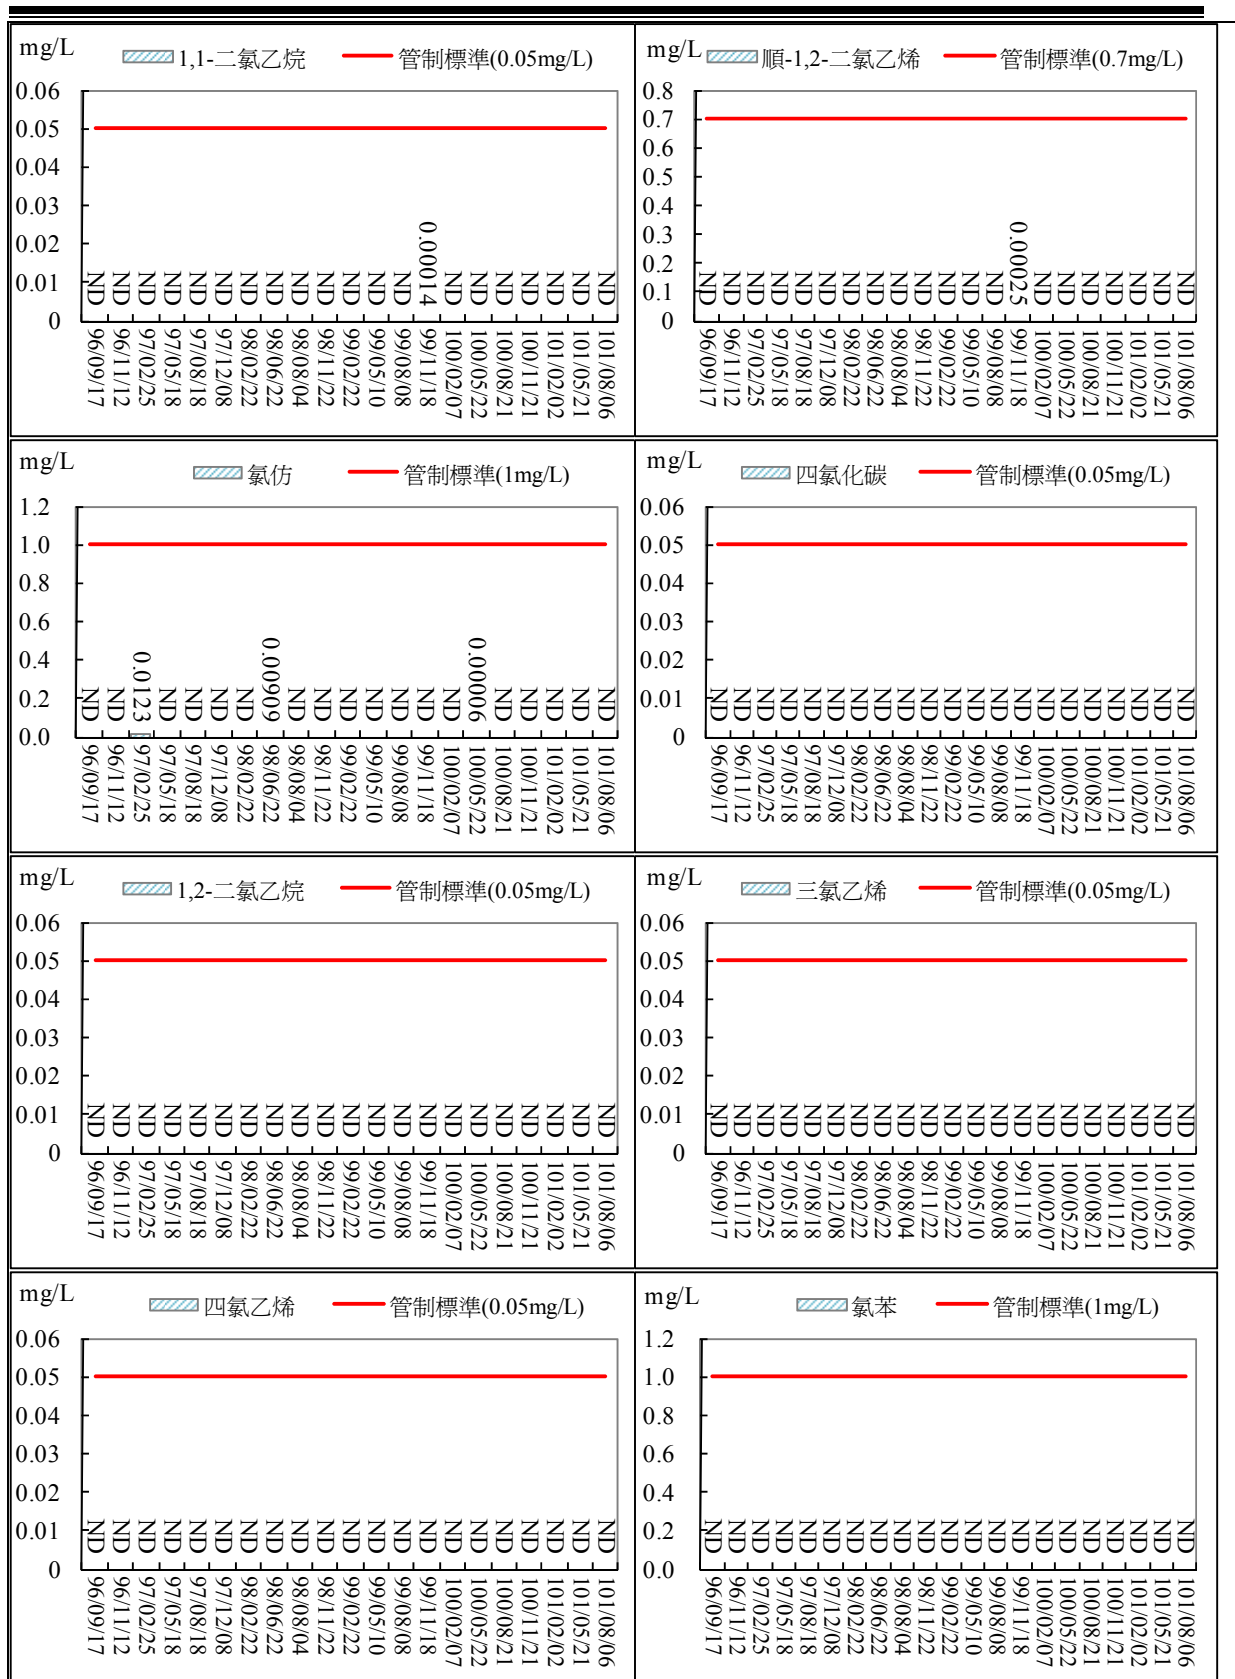 mg/L
1,1-二氯乙烷 管制標準(0.05mg/L)
0.06
0.05
0.04
0.03
0.02
0.01
0
ND ND ND ND ND ND ND ND ND ND ND ND ND 0.00014 ND ND ND ND ND ND ND
96/09/17 96/11/12 97/02/25 97/05/18 97/08/18 97/12/08 98/02/22 98/06/22 98/08/04 98/11/22 99/02/22 99/05/10 99/08/08 99/11/18 100/02/07 100/05/22 100/08/21 100/11/21 101/02/02 101/05/21 101/08/06
mg/L
順-1,2-二氯乙烯 管制標準(0.7mg/L)
0.8
0.7
0.6
0.5
0.4
0.3
0.2
0.1
0
ND ND ND ND ND ND ND ND ND ND ND ND ND 0.00025 ND ND ND ND ND ND ND
96/09/17 96/11/12 97/02/25 97/05/18 97/08/18 97/12/08 98/02/22 98/06/22 98/08/04 98/11/22 99/02/22 99/05/10 99/08/08 99/11/18 100/02/07 100/05/22 100/08/21 100/11/21 101/02/02 101/05/21 101/08/06
mg/L
氯仿 管制標準(1mg/L)
1.2
1.0
0.8
0.6
0.4
0.2
0.0
ND ND 0.0123 ND ND ND ND 0.00909 ND ND ND ND ND ND ND 0.00006 ND ND ND ND ND
96/09/17 96/11/12 97/02/25 97/05/18 97/08/18 97/12/08 98/02/22 98/06/22 98/08/04 98/11/22 99/02/22 99/05/10 99/08/08 99/11/18 100/02/07 100/05/22 100/08/21 100/11/21 101/02/02 101/05/21 101/08/06
mg/L
四氯化碳 管制標準(0.05mg/L)
0.06
0.05
0.04
0.03
0.02
0.01
0
ND ND ND ND ND ND ND ND ND ND ND ND ND ND ND ND ND ND ND ND ND
96/09/17 96/11/12 97/02/25 97/05/18 97/08/18 97/12/08 98/02/22 98/06/22 98/08/04 98/11/22 99/02/22 99/05/10 99/08/08 99/11/18 100/02/07 100/05/22 100/08/21 100/11/21 101/02/02 101/05/21 101/08/06
mg/L
1,2-二氯乙烷 管制標準(0.05mg/L)
0.06
0.05
0.04
0.03
0.02
0.01
0
ND ND ND ND ND ND ND ND ND ND ND ND ND ND ND ND ND ND ND ND ND
96/09/17 96/11/12 97/02/25 97/05/18 97/08/18 97/12/08 98/02/22 98/06/22 98/08/04 98/11/22 99/02/22 99/05/10 99/08/08 99/11/18 100/02/07 100/05/22 100/08/21 100/11/21 101/02/02 101/05/21 101/08/06
mg/L
三氯乙烯 管制標準(0.05mg/L)
0.06
0.05
0.04
0.03
0.02
0.01
0
ND ND ND ND ND ND ND ND ND ND ND ND ND ND ND ND ND ND ND ND ND
96/09/17 96/11/12 97/02/25 97/05/18 97/08/18 97/12/08 98/02/22 98/06/22 98/08/04 98/11/22 99/02/22 99/05/10 99/08/08 99/11/18 100/02/07 100/05/22 100/08/21 100/11/21 101/02/02 101/05/21 101/08/06
mg/L
四氯乙烯 管制標準(0.05mg/L)
0.06
0.05
0.04
0.03
0.02
0.01
0
ND ND ND ND ND ND ND ND ND ND ND ND ND ND ND ND ND ND ND ND ND
96/09/17 96/11/12 97/02/25 97/05/18 97/08/18 97/12/08 98/02/22 98/06/22 98/08/04 98/11/22 99/02/22 99/05/10 99/08/08 99/11/18 100/02/07 100/05/22 100/08/21 100/11/21 101/02/02 101/05/21 101/08/06
mg/L
氯苯 管制標準(1mg/L)
1.2
1.0
0.8
0.6
0.4
0.2
0.0
ND ND ND ND ND ND ND ND ND ND ND ND ND ND ND ND ND ND ND ND ND
96/09/17 96/11/12 97/02/25 97/05/18 97/08/18 97/12/08 98/02/22 98/06/22 98/08/04 98/11/22 99/02/22 99/05/10 99/08/08 99/11/18 100/02/07 100/05/22 100/08/21 100/11/21 101/02/02 101/05/21 101/08/06